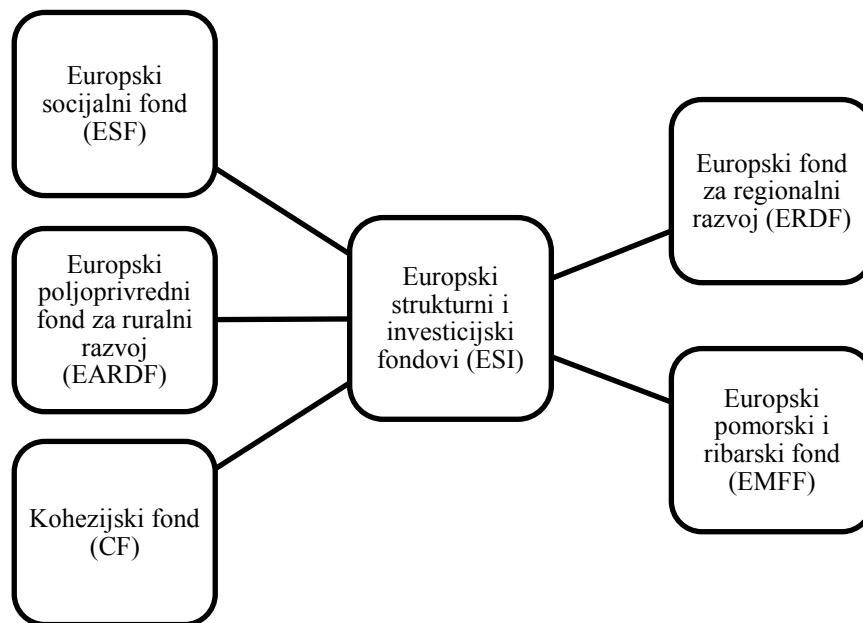 Europski
socijalni fond
(ESF)
Europski
poljoprivredni
fond za ruralni
razvoj
(EARDF)
Kohezijski fond
(CF)
Europski
strukturni i
investicijski
fondovi (ESI)
Europski fond
za regionalni
razvoj (ERDF)
Europski
pomorski i
ribarski fond
(EMFF)